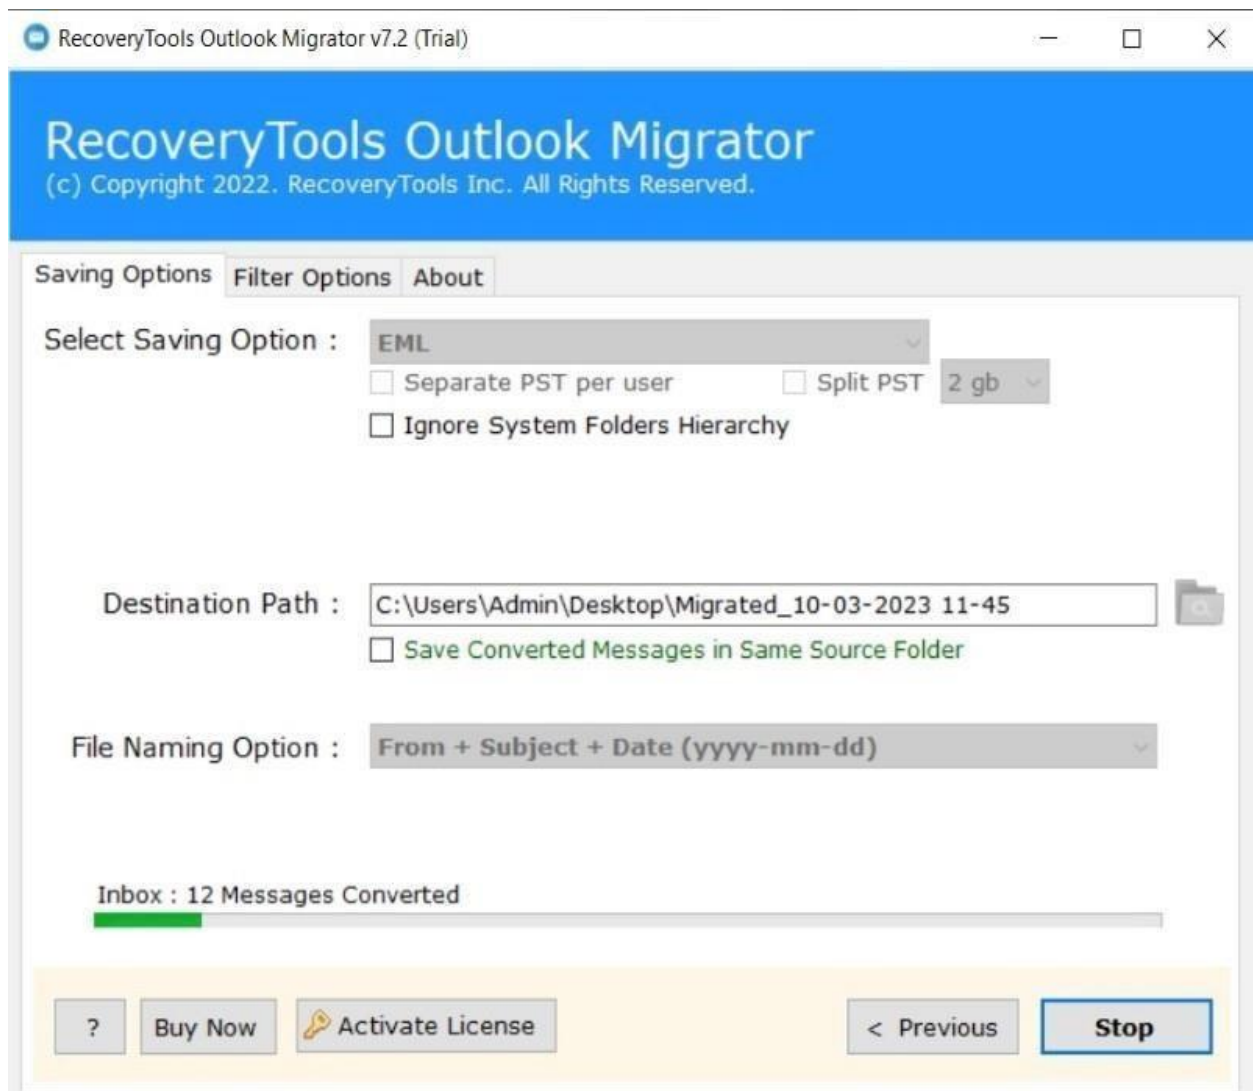 RecoveryTools Outlook Migrator v7.2 (Trial)
RecoveryTools Outlook Migrator
(c) Copyright 2022. RecoveryTools Inc. All Rights Reserved.
Saving Options Filter Options About
Select Saving Option : EML
Separate PST per user Split PST 2 gb
Ignore System Folders Hierarchy
Destination Path : C:\Users\Admin\Desktop\Migrated_10-03-2023 11-45
Save Converted Messages in Same Source Folder
File Naming Option : From + Subject + Date (yyyy-mm-dd)
Inbox : 12 Messages Converted
? Buy Now Activate License < Previous Stop